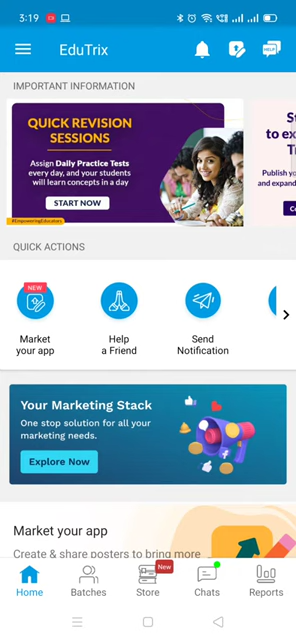 3:19
EduTrix
HELP
IMPORTANT INFORMATION
QUICK REVISION
SESSIONS
Assign Daily Practice Tests
every day, and your students
will learn concepts in a day
START NOW
#EmpoweringEducators
St
to ex
Tr
Publish yo
and expand
QUICK ACTIONS
NEW
Market
your app
Help
a Friend
Send
Notification
Your Marketing Stack
One stop solution for all your
marketing needs.
Explore Now
Market your app
Create & share posters to bring more
New
Home
Batches
Store
Chats
Reports